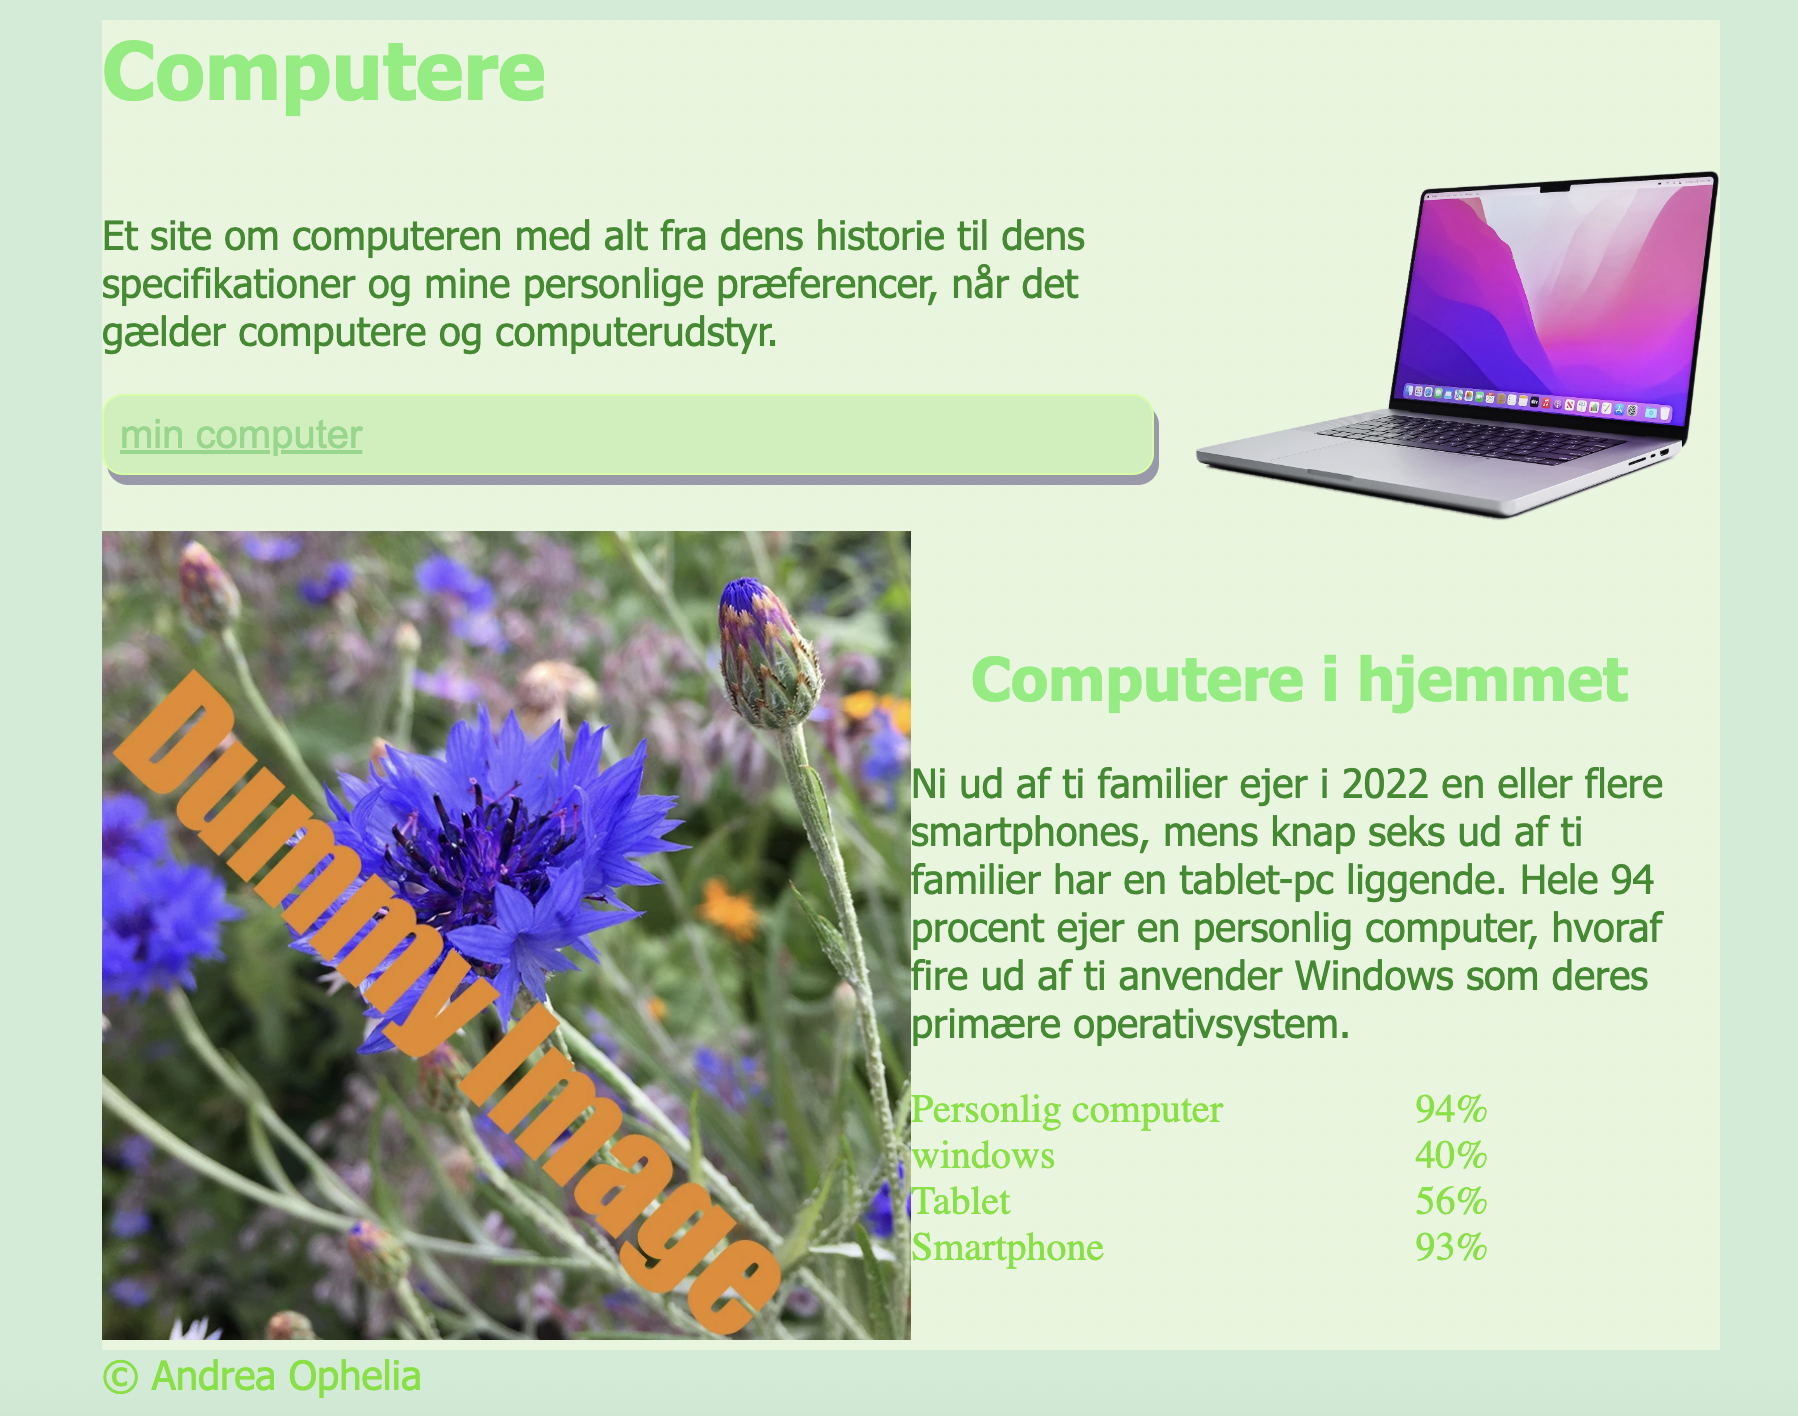 Computere
Et site om computeren med alt fra dens historie til dens
specifikationer og mine personlige præferencer, når det
gælder computere og computerudstyr.
min computer
Dummy Image
Computere i hjemmet
Ni ud af ti familier ejer i 2022 en eller flere
smartphones, mens knap seks ud af ti
familier har en tablet-pc liggende. Hele 94
procent ejer en personlig computer, hvoraf
fire ud af ti anvender Windows som deres
primære operativsystem.
Personlig computer 94%
windows 40%
Tablet 56%
Smartphone 93%
© Andrea Ophelia